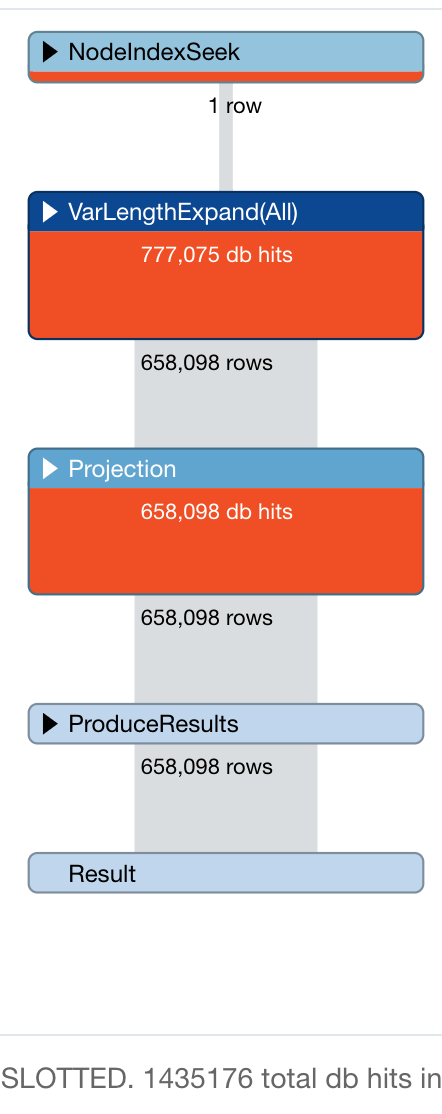 NodeIndexSeek
1 row
VarLengthExpand(All)
777,075 db hits
658,098 rows
Projection
658,098 db hits
658,098 rows
ProduceResults
658,098 rows
Result
SLOTTED. 1435176 total db hits in